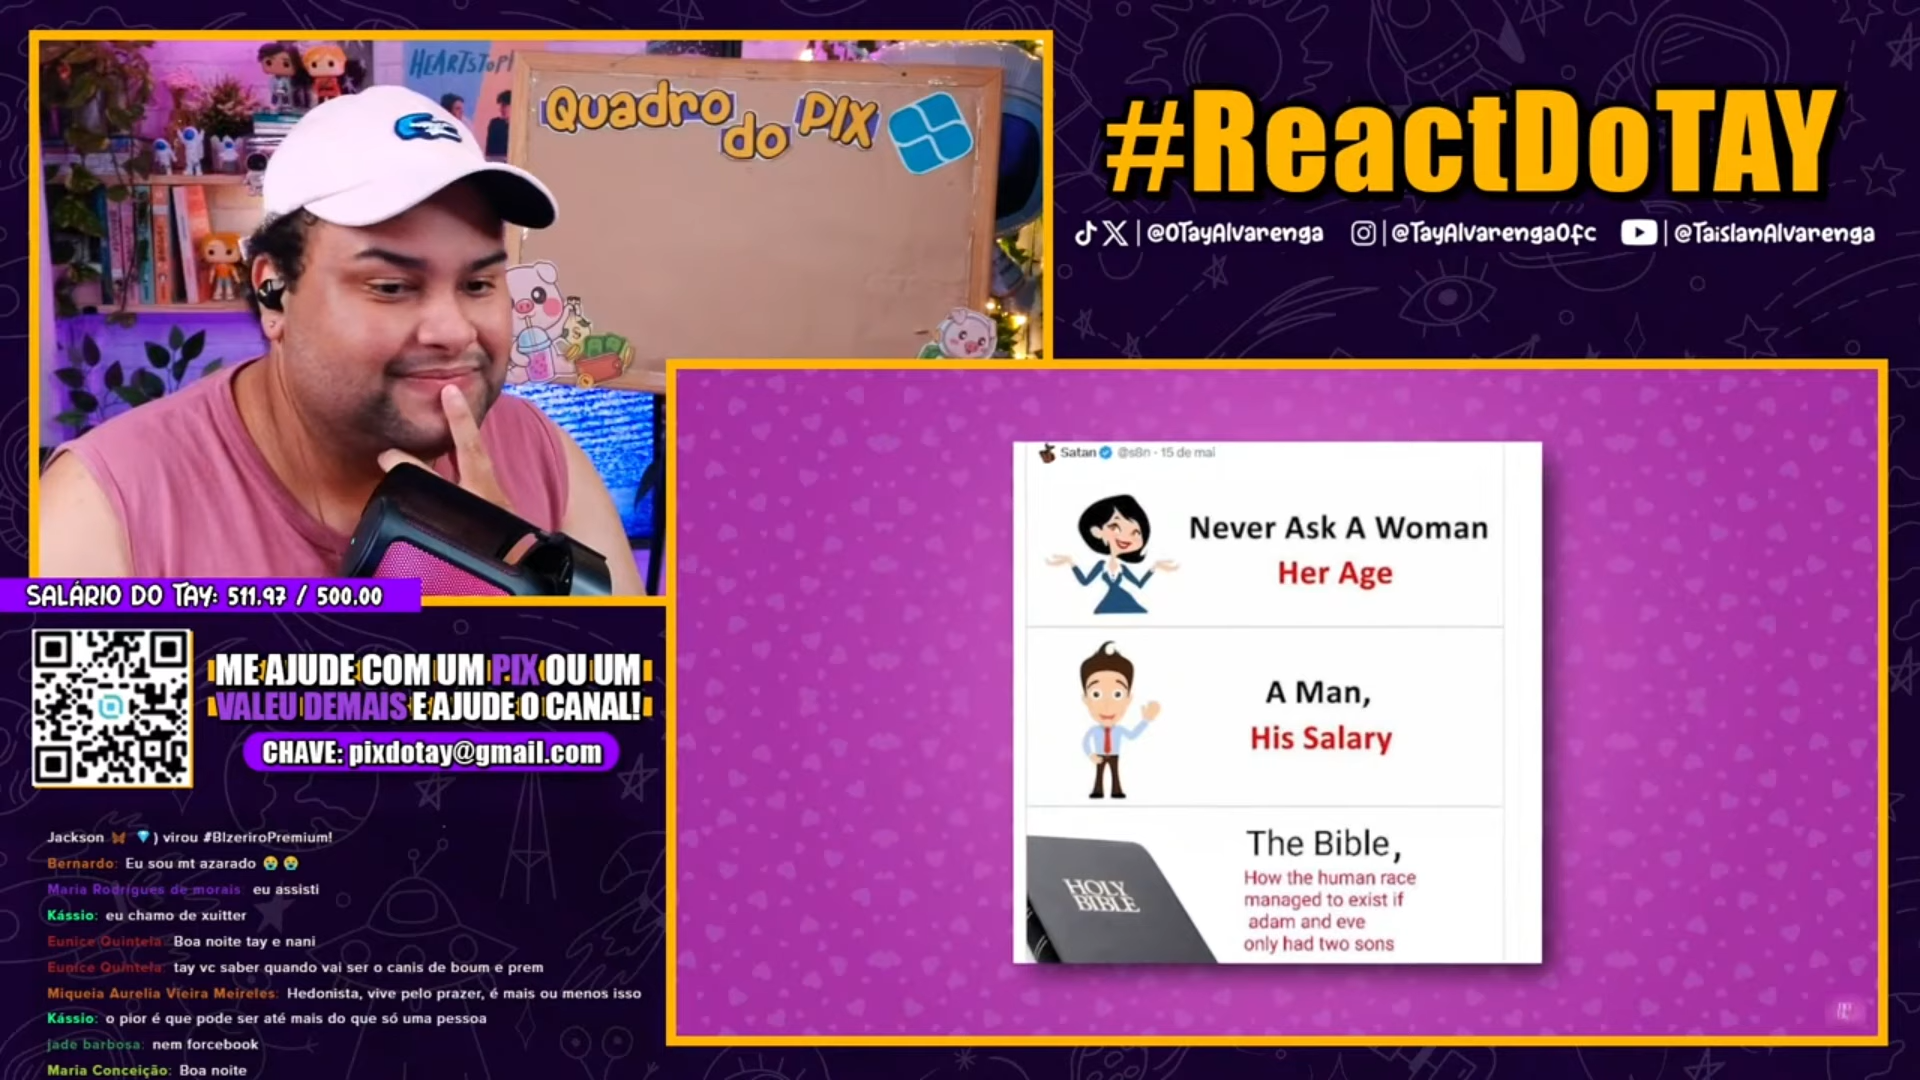 HEARTSTOP
Quadro do PIX
#ReactDoTAY
@OTayAlvarenga
@TayAlvarengaOfc
@TaislanAlvarenga
SALÁRIO DO TAY: 511.97 / 500.00
ME AJUDE COM UM PIX OU UM
VALEU DEMAIS E AJUDE O CANAL!
CHAVE: pixdotay@gmail.com
Satan @s8n · 15 de mai
Never Ask A Woman
Her Age
A Man,
His Salary
HOLY
BIBLE
The Bible,
How the human race
managed to exist if
adam and eve
only had two sons
Jackson 🦋 💎) virou #BIzeriroPremium!
Bernardo: Eu sou mt azarado 😭 😭
Maria Rodrigues de morais: eu assisti
Kássio: eu chamo de xuitter
Eunice Quintela: Boa noite tay e nani
Eunice Quintela: tay vc saber quando vai ser o canis de boum e prem
Miqueia Aurelia Vieira Meireles: Hedonista, vive pelo prazer, é mais ou menos isso
Kássio: o pior é que pode ser até mais do que só uma pessoa
jade barbosa: nem forcebook
Maria Conceição: Boa noite